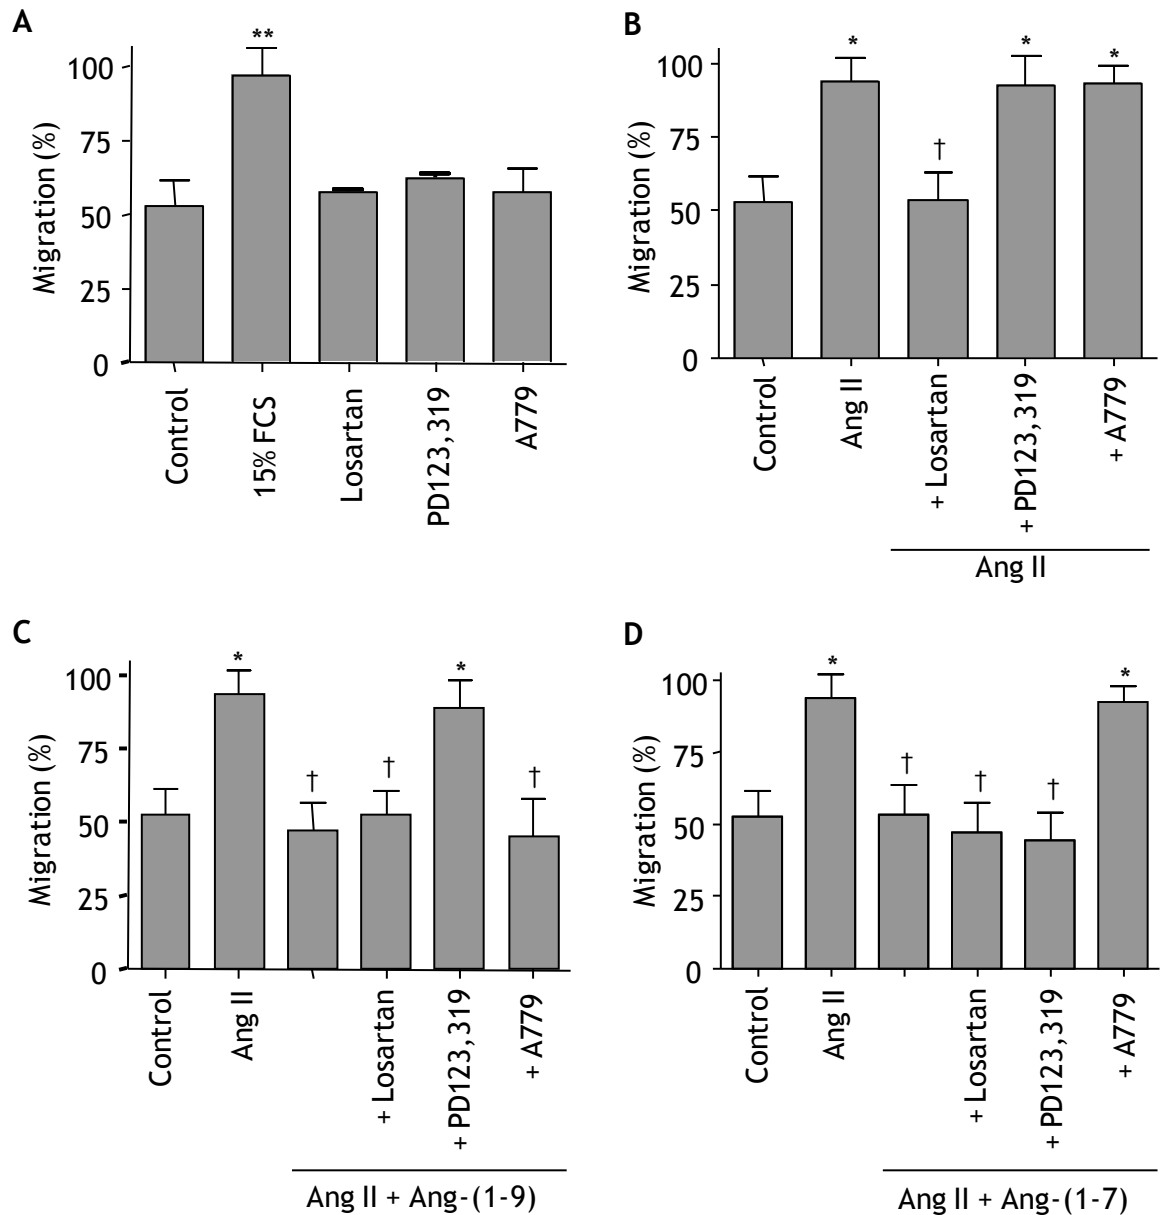 A
Migration (%)
100
75
50
25
0
**
Control
15% FCS
Losartan
PD123,319
A779
B
Migration (%)
100
75
50
25
0
*
†
*
*
Control
Ang II
+ Losartan
+ PD123,319
+ A779
Ang II
C
Migration (%)
100
75
50
25
0
*
†
†
*
†
Control
Ang II
+ Losartan
+ PD123,319
+ A779
Ang II + Ang-(1-9)
D
Migration (%)
100
75
50
25
0
*
†
†
†
*
Control
Ang II
+ Losartan
+ PD123,319
+ A779
Ang II + Ang-(1-7)